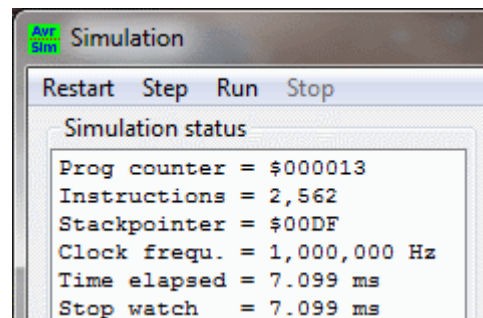 Avr Sim Simulation
Restart Step Run Stop
Simulation status
Prog counter = $000013
Instructions = 2,562
Stackpointer = $00DF
Clock frequ. = 1,000,000 Hz
Time elapsed = 7.099 ms
Stop watch   = 7.099 ms